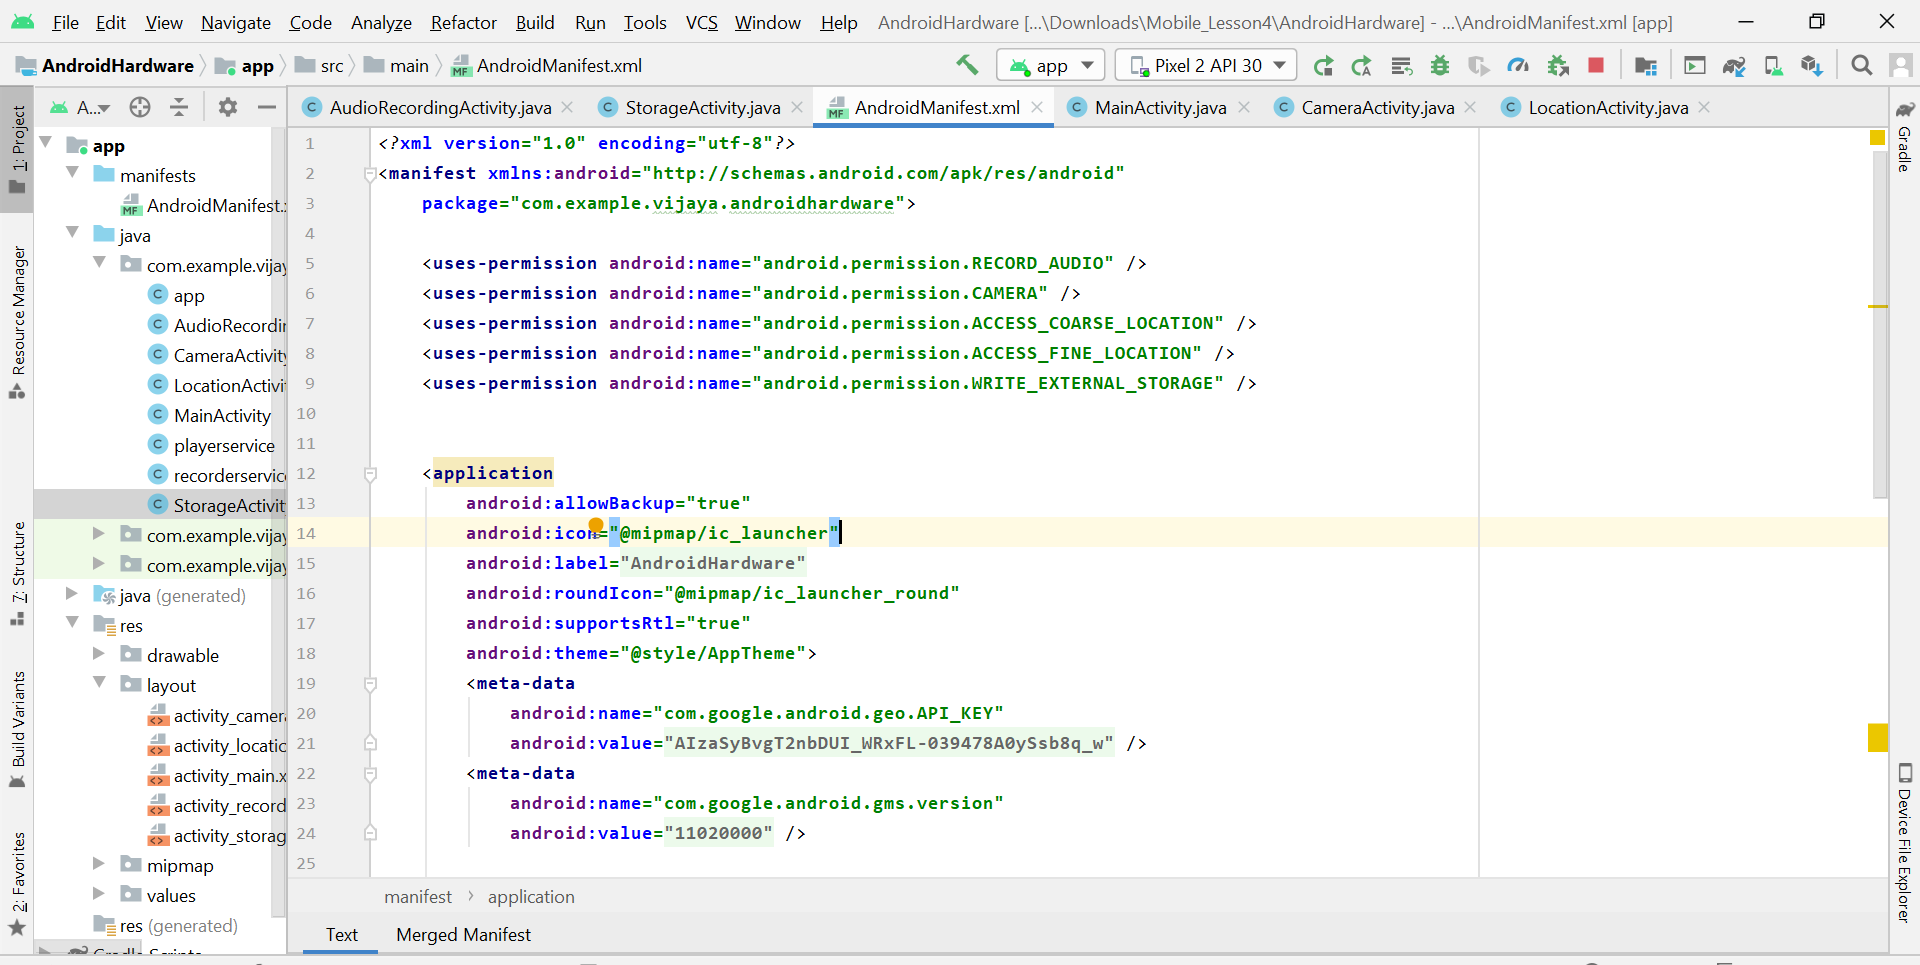 File Edit View Navigate Code Analyze Refactor Build Run Tools VCS Window Help AndroidHardware [...\Downloads\Mobile_Lesson4\AndroidHardware] - ...\AndroidManifest.xml [app]
AndroidHardware app src main AndroidManifest.xml app Pixel 2 API 30
A... AudioRecordingActivity.java StorageActivity.java AndroidManifest.xml MainActivity.java CameraActivity.java LocationActivity.java
1: Project
Resource Manager
7: Structure
Build Variants
2: Favorites
app
manifests
AndroidManifest.
java
com.example.vijay
app
AudioRecordin
CameraActivity
LocationActivi
MainActivity
playerservice
recorderservice
StorageActivit
com.example.vijay
com.example.vijay
java (generated)
res
drawable
layout
activity_camera
activity_locatio
activity_main.x
activity_record
activity_storag
mipmap
values
res (generated)
1 <?xml version="1.0" encoding="utf-8"?>
2 <manifest xmlns:android="http://schemas.android.com/apk/res/android"
3 package="com.example.vijaya.androidhardware">
4
5 <uses-permission android:name="android.permission.RECORD_AUDIO" />
6 <uses-permission android:name="android.permission.CAMERA" />
7 <uses-permission android:name="android.permission.ACCESS_COARSE_LOCATION" />
8 <uses-permission android:name="android.permission.ACCESS_FINE_LOCATION" />
9 <uses-permission android:name="android.permission.WRITE_EXTERNAL_STORAGE" />
10
11
12 <application
13 android:allowBackup="true"
14 android:icon="@mipmap/ic_launcher"
15 android:label="AndroidHardware"
16 android:roundIcon="@mipmap/ic_launcher_round"
17 android:supportsRtl="true"
18 android:theme="@style/AppTheme">
19 <meta-data
20 android:name="com.google.android.geo.API_KEY"
21 android:value="AIzaSyBvgT2nbDUI_WRxFL-039478A0ySsb8q_w" />
22 <meta-data
23 android:name="com.google.android.gms.version"
24 android:value="11020000" />
25
manifest application
Text Merged Manifest
Gradle
Device File Explorer